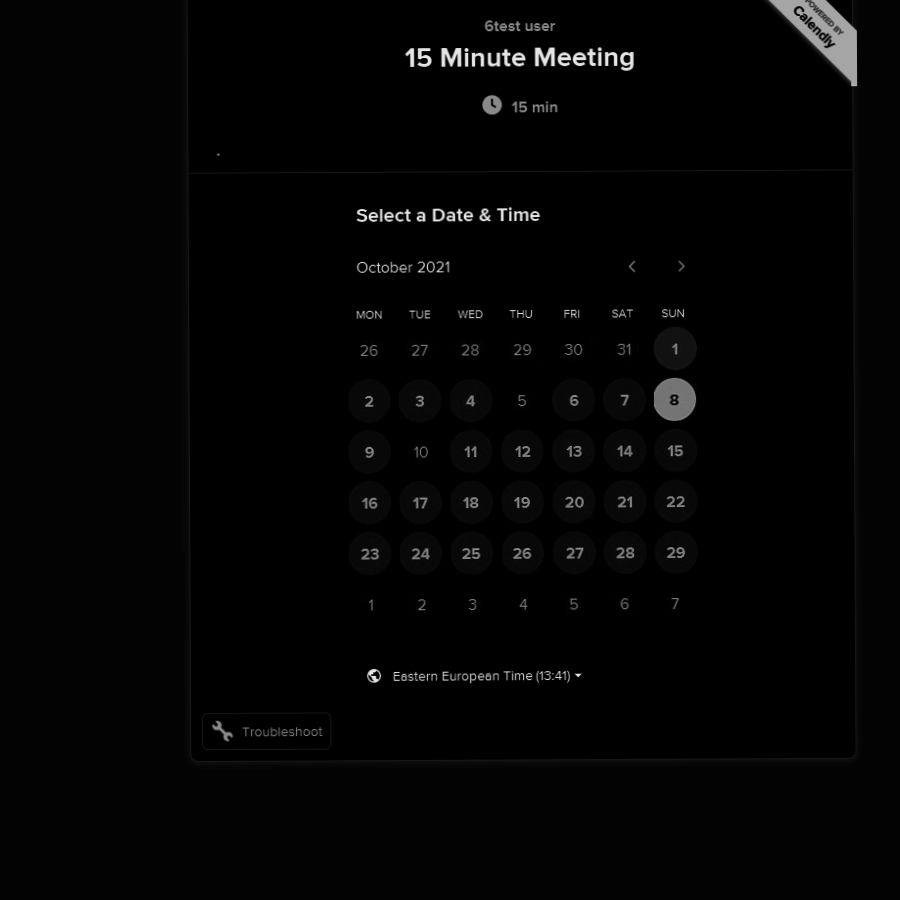 POWERED BY
Calendly
6test user
15 Minute Meeting
15 min
Select a Date & Time
October 2021
MON TUE WED THU FRI SAT SUN
26 27 28 29 30 31 1
2 3 4 5 6 7 8
9 10 11 12 13 14 15
16 17 18 19 20 21 22
23 24 25 26 27 28 29
1 2 3 4 5 6 7
Eastern European Time (13:41)
Troubleshoot